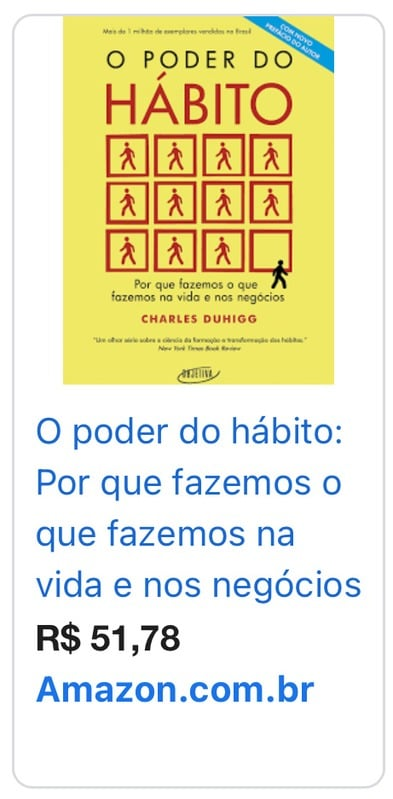 Mais de 1 milhão de exemplares vendidos no Brasil
COM NOVO
PREFÁCIO DO AUTOR
O PODER DO
HÁBITO
Por que fazemos o que
fazemos na vida e nos negócios
CHARLES DUHIGG
"Um olhar sério sobre a ciência da formação e transformação dos hábitos."
New York Times Book Review
OBJETIVA
O poder do hábito:
Por que fazemos o
que fazemos na
vida e nos negócios
R$ 51,78
Amazon.com.br